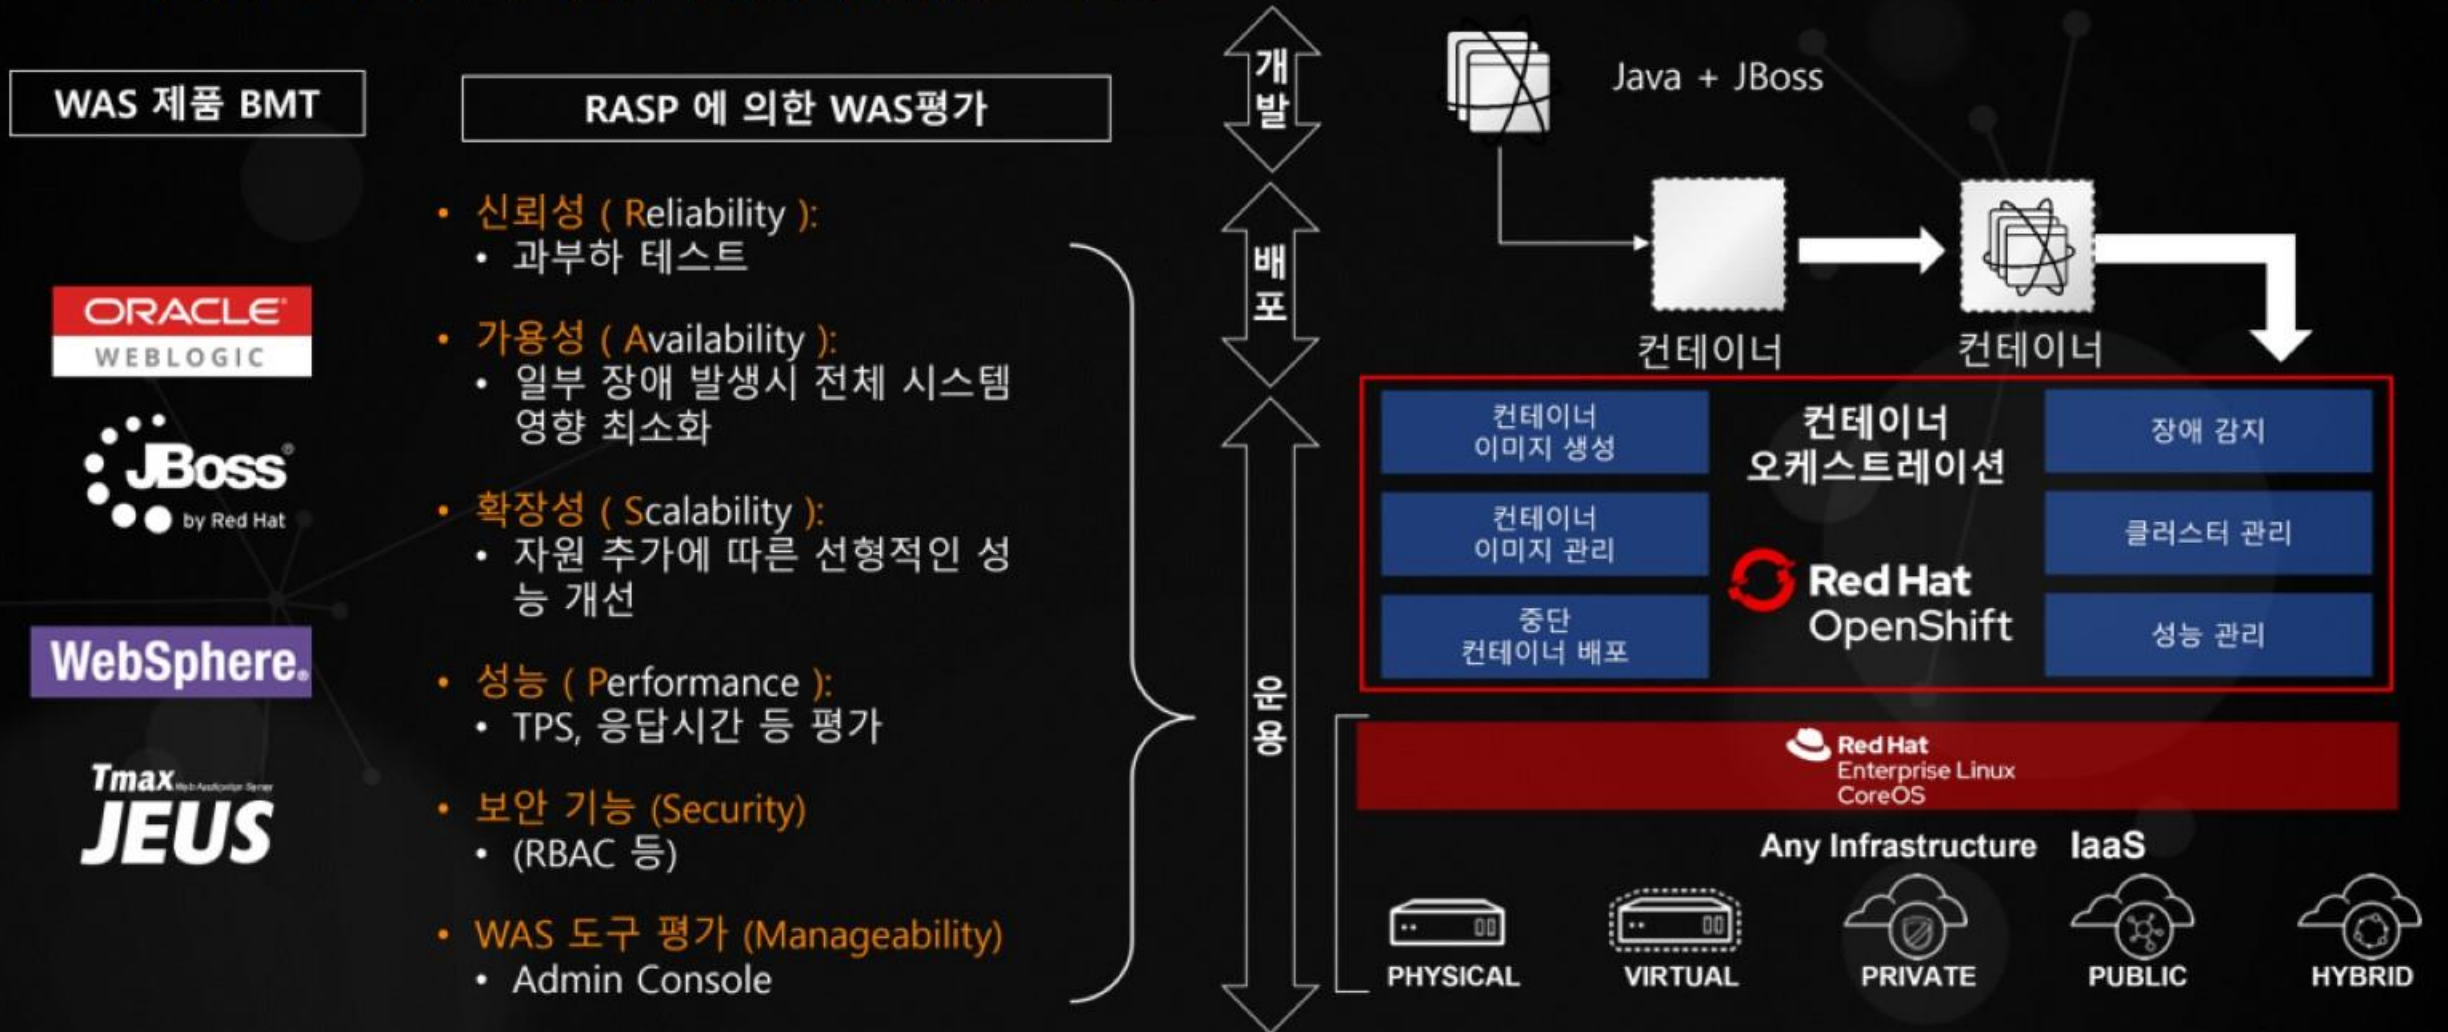 WAS 제품 BMT
ORACLE
WEBLOGIC
JBoss
by Red Hat
WebSphere.
Tmax Web Application Server
JEUS
RASP 에 의한 WAS평가
• 신뢰성 ( Reliability ):
• 과부하 테스트
• 가용성 ( Availability ):
• 일부 장애 발생시 전체 시스템
영향 최소화
• 확장성 ( Scalability ):
• 자원 추가에 따른 선형적인 성
능 개선
• 성능 ( Performance ):
• TPS, 응답시간 등 평가
• 보안 기능 (Security)
• (RBAC 등)
• WAS 도구 평가 (Manageability)
• Admin Console
개발
배포
운용
Java + JBoss
컨테이너
컨테이너
컨테이너
이미지 생성
컨테이너
이미지 관리
중단
컨테이너 배포
컨테이너
오케스트레이션
Red Hat
OpenShift
장애 감지
클러스터 관리
성능 관리
Red Hat
Enterprise Linux
CoreOS
Any Infrastructure IaaS
PHYSICAL
VIRTUAL
PRIVATE
PUBLIC
HYBRID